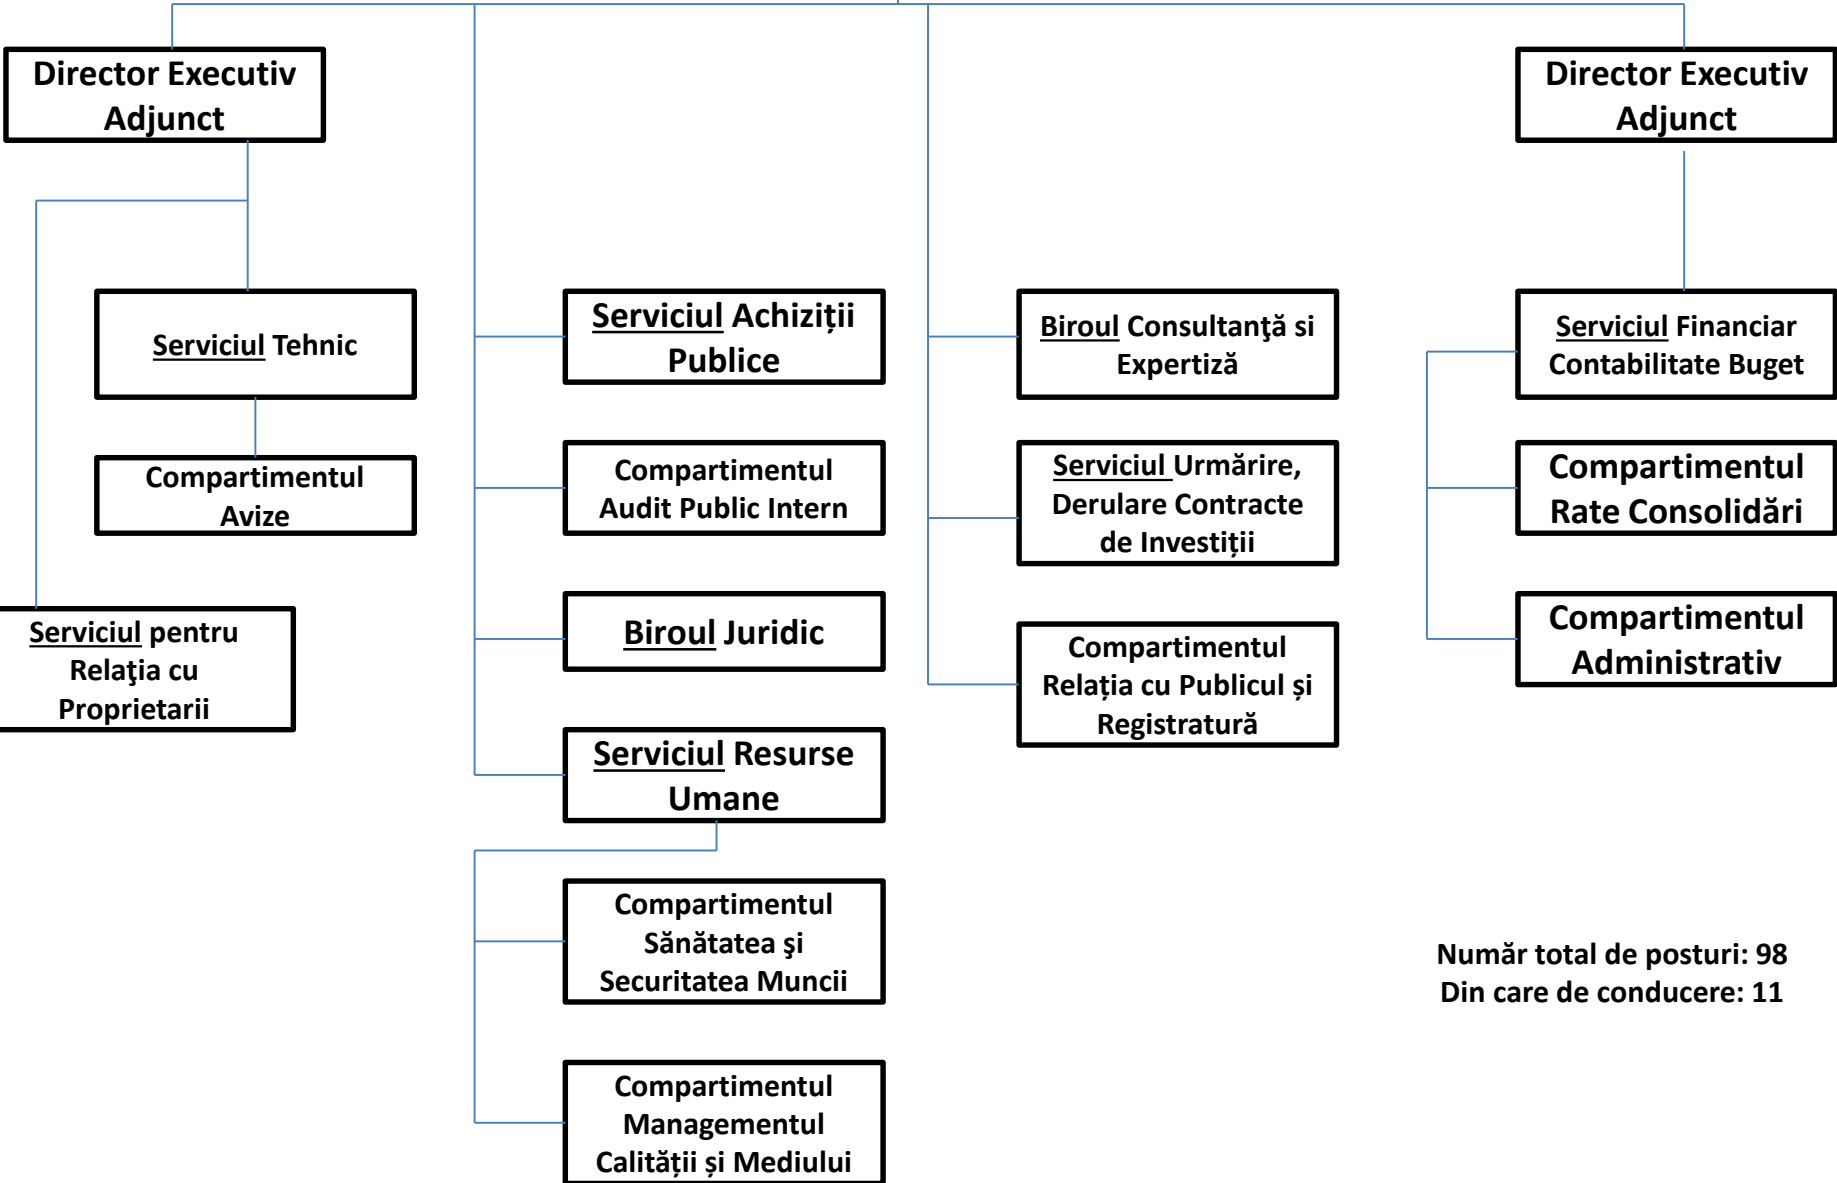 Director Executiv
Adjunct
Director Executiv
Adjunct
Serviciul Tehnic
Compartimentul
Avize
Serviciul pentru
Relaţia cu
Proprietarii
Serviciul Achiziții
Publice
Compartimentul
Audit Public Intern
Biroul Juridic
Serviciul Resurse
Umane
Compartimentul
Sănătatea şi
Securitatea Muncii
Compartimentul
Managementul
Calității și Mediului
Biroul Consultanţă si
Expertiză
Serviciul Urmărire,
Derulare Contracte
de Investiții
Compartimentul
Relația cu Publicul și
Registratură
Serviciul Financiar
Contabilitate Buget
Compartimentul
Rate Consolidări
Compartimentul
Administrativ
Număr total de posturi: 98
Din care de conducere: 11